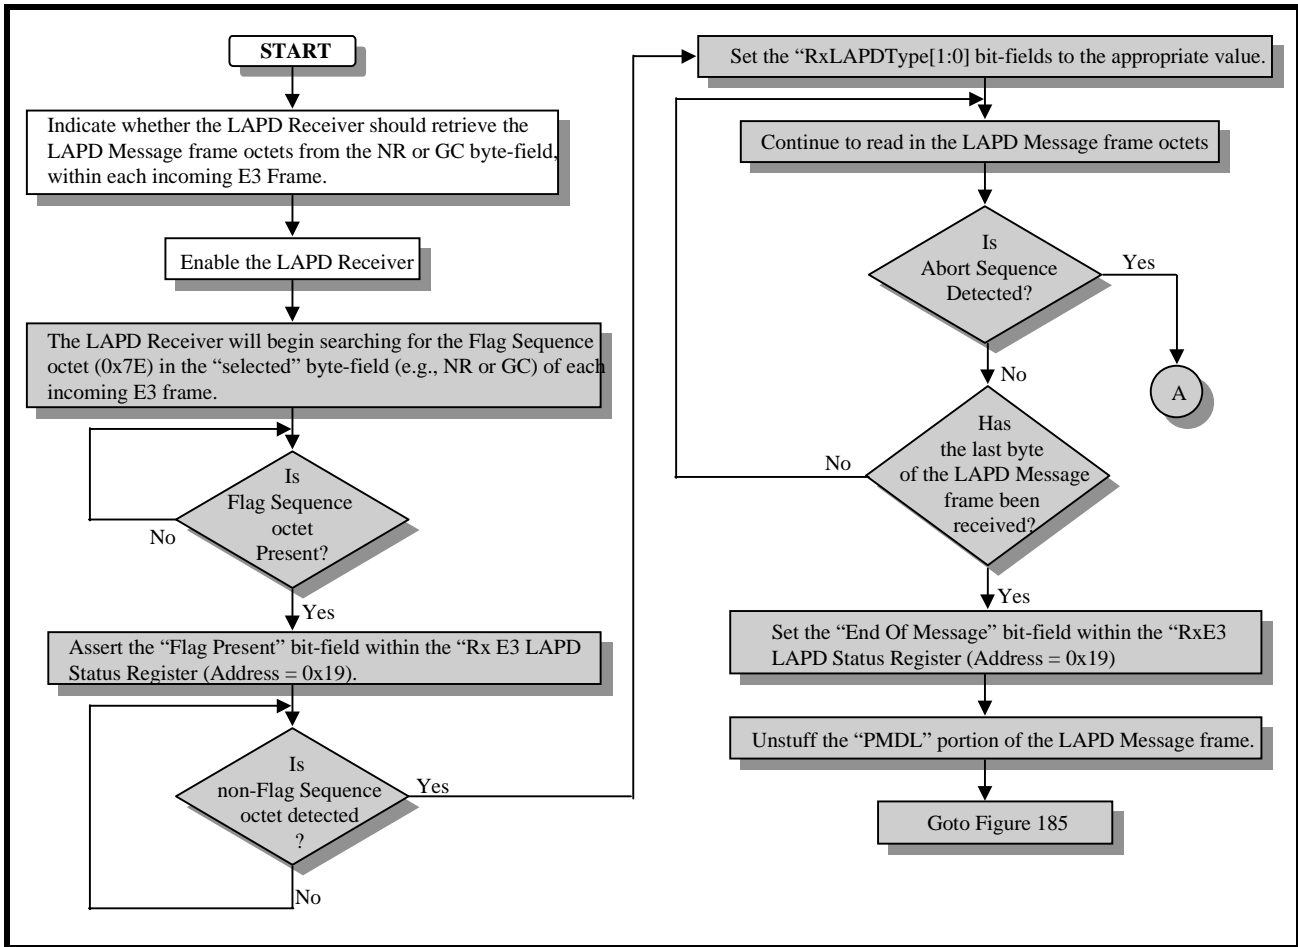 START
Indicate whether the LAPD Receiver should retrieve the
LAPD Message frame octets from the NR or GC byte-field,
within each incoming E3 Frame.
Enable the LAPD Receiver
The LAPD Receiver will begin searching for the Flag Sequence
octet (0x7E) in the “selected” byte-field (e.g., NR or GC) of each
incoming E3 frame.
Is
Flag Sequence
octet
Present?
No
Yes
Assert the “Flag Present” bit-field within the “Rx E3 LAPD
Status Register (Address = 0x19).
Is
non-Flag Sequence
octet detected
?
Yes
No
Set the “RxLAPDType[1:0] bit-fields to the appropriate value.
Continue to read in the LAPD Message frame octets
Is
Abort Sequence
Detected?
Yes
A
No
Has
the last byte
of the LAPD Message
frame been
received?
No
Yes
Set the “End Of Message” bit-field within the “RxE3
LAPD Status Register (Address = 0x19)
Unstuff the “PMDL” portion of the LAPD Message frame.
Goto Figure 185